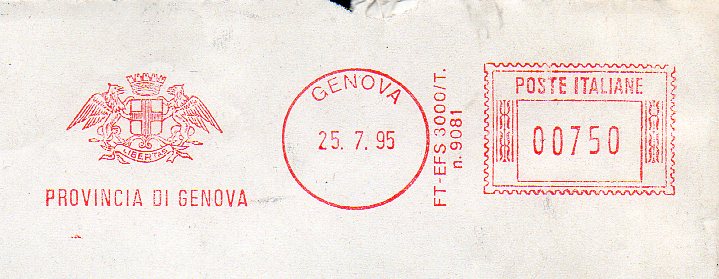 LIBERTAS
PROVINCIA DI GENOVA
GENOVA
25. 7. 95
FT-EFS 3000/T.
n. 9081
POSTE ITALIANE
00750